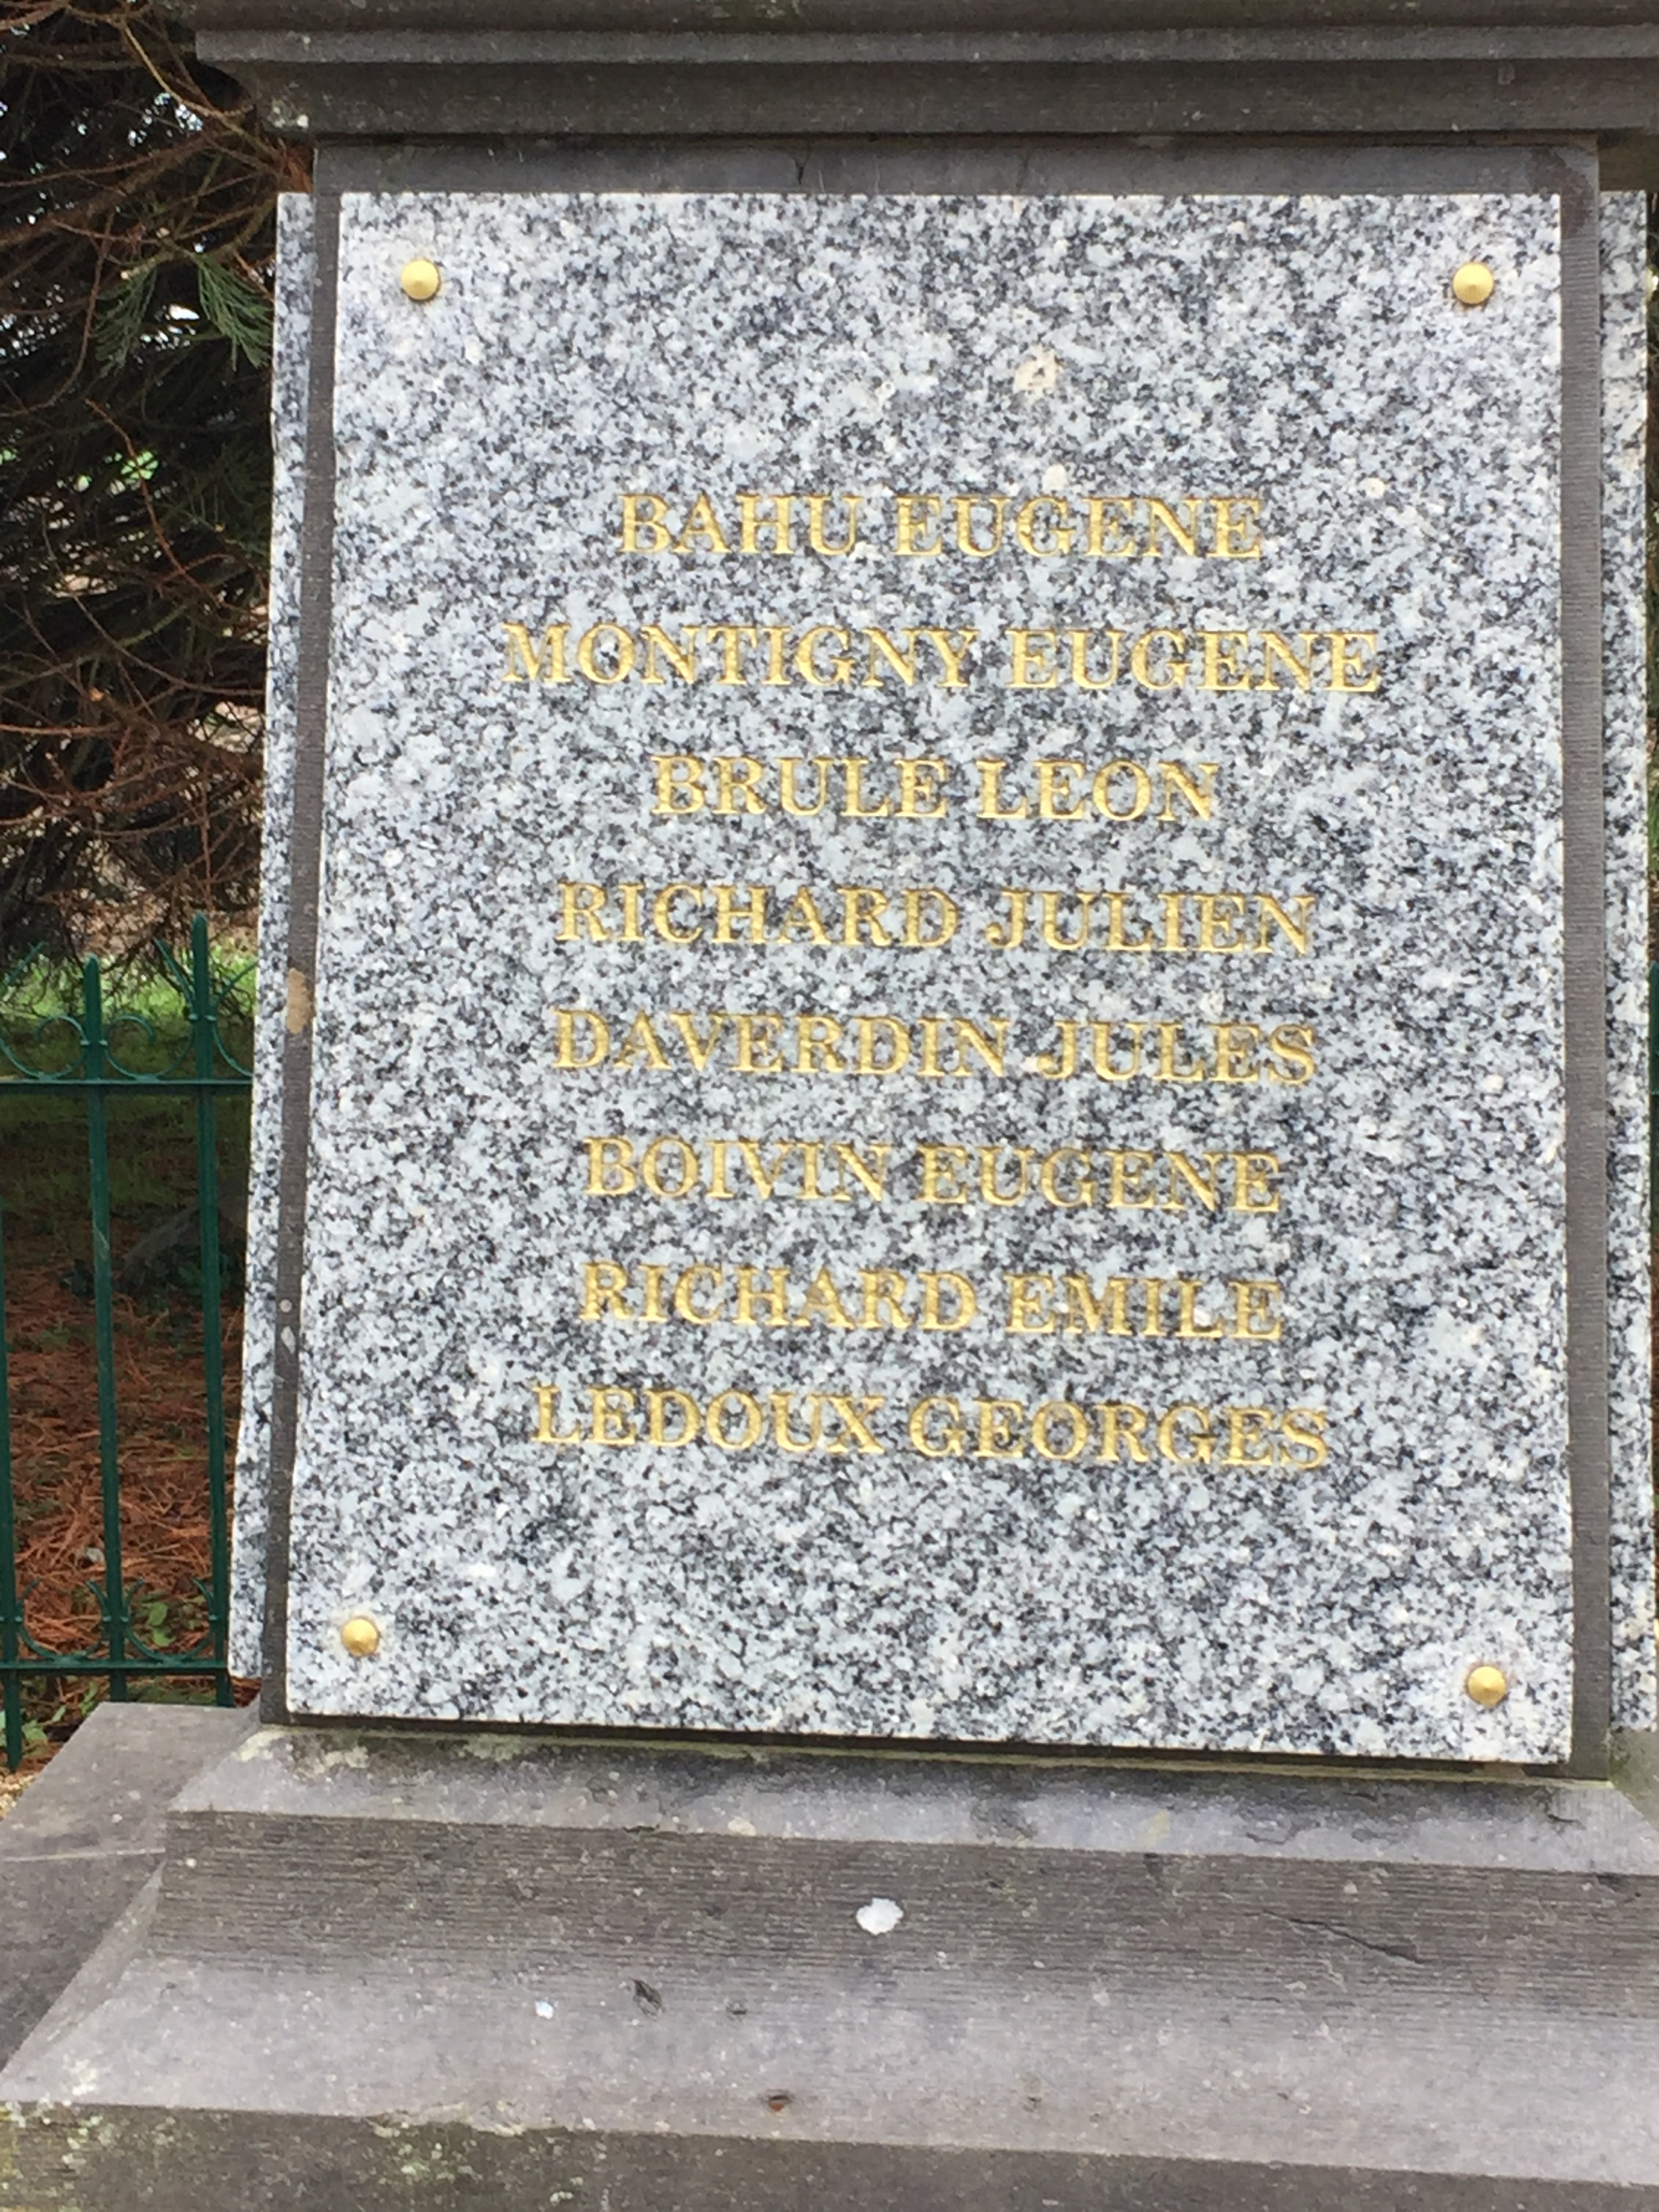 BAHU EUGENE
MONTIGNY EUGENE
BRULE LEON
RICHARD JULIEN
DAVERDIN JULES
BOIVIN EUGENE
RICHARD EMILE
LEDOUX GEORGES